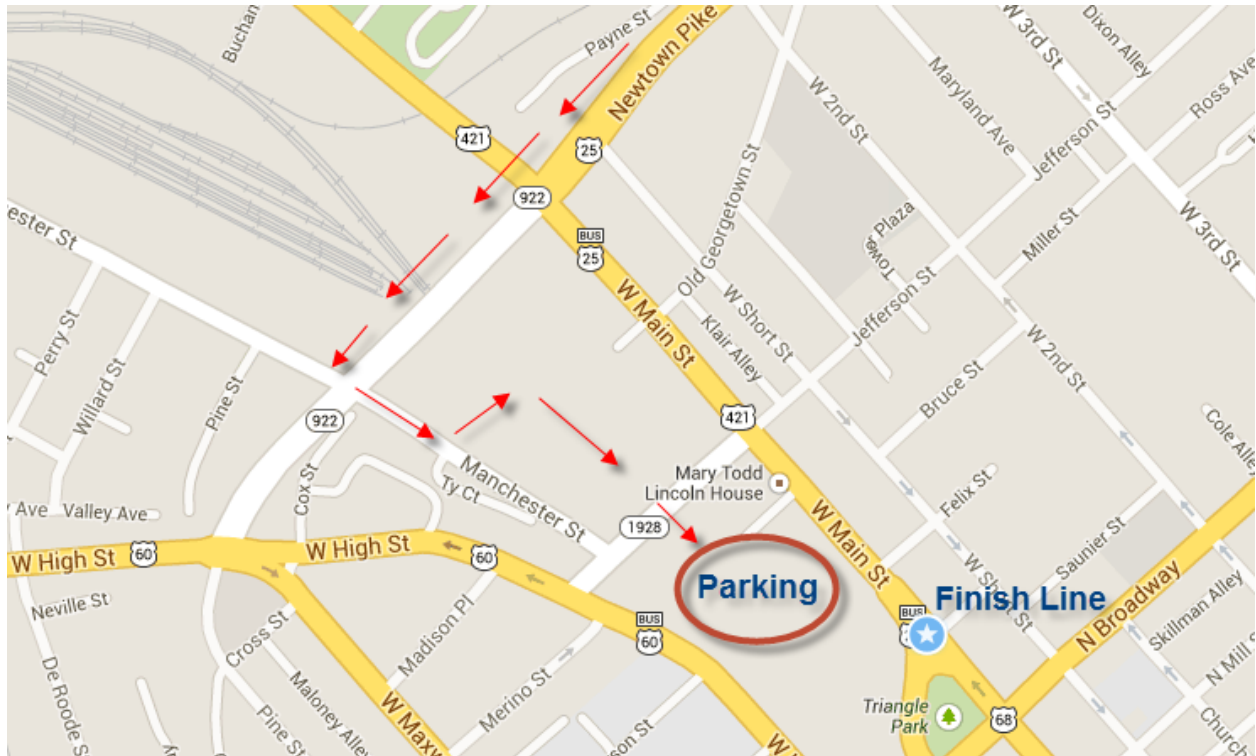 Buchan
Payne St
Newtown Pike
W 3rd St
Dixon Alley
Maryland Ave
Ross Ave
W 2nd St
Jefferson St
421
25
922
Old Georgetown St
Tower Plaza
Miller St
W 3rd St
BUS
25
ester St
W Main St
W Short St
Klair Alley
Jefferson St
W 2nd St
Perry St
Willard St
Pine St
922
Bruce St
421
Cole Alley
Mary Todd
Lincoln House
Manchester St
Ty Ct
Cox St
Felix St
Ave
Valley Ave
1928
W Main St
Saunier St
W High St
60
W High St
60
Parking
Finish Line
W Short St
N Broadway
Skillman Alley
Neville St
Cross St
Madison Pl
BUS
60
BUS
De Roode S
Maloney Alley
Pine St
W Maxw
Merino St
son St
Triangle
Park
68
N Mill S
Church